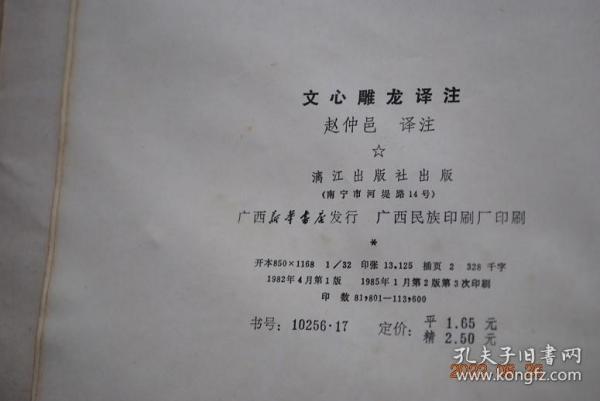 文心雕龙译注
赵仲邑 译注
☆
漓江出版社出版
(南宁市河堤路14号)
广西新华书店发行 广西民族印刷厂印刷
*
开本850×1168 1/32 印张 13.125 插页 2 328 千字
1982年4月第1版 1985年1月第2版第3次印刷
印 数 81,801—113,600
书号: 10256·17 定价: 平 1.65 元
精 2.50 元
孔夫子旧书网
www.kongfz.com